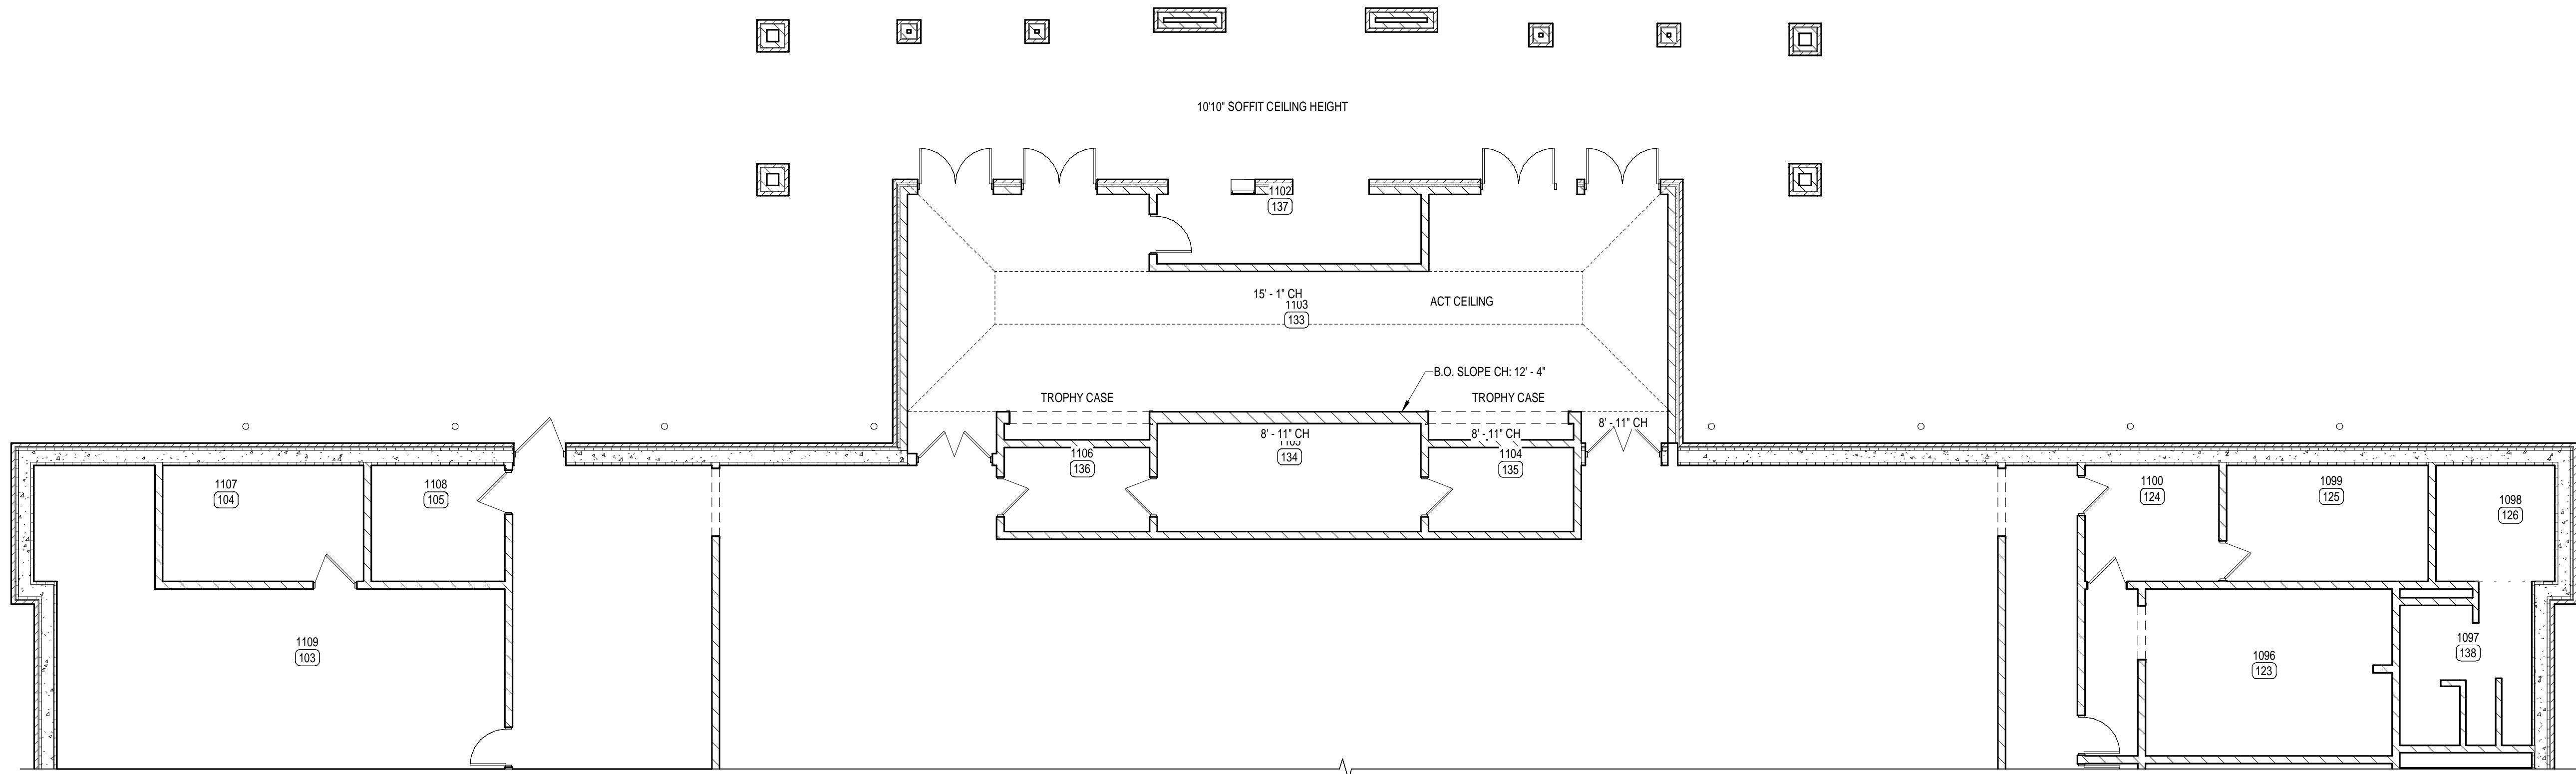 10'10" SOFFIT CEILING HEIGHT
1102
137
15' - 1" CH
ACT CEILING
1103
133
B.O. SLOPE CH: 12' - 4"
TROPHY CASE
TROPHY CASE
8' - 11" CH
8' - 11" CH
8' - 11" CH
1105
134
1106
136
1104
135
1107
104
1108
105
1100
124
1099
125
1098
126
1109
103
1096
123
1097
138